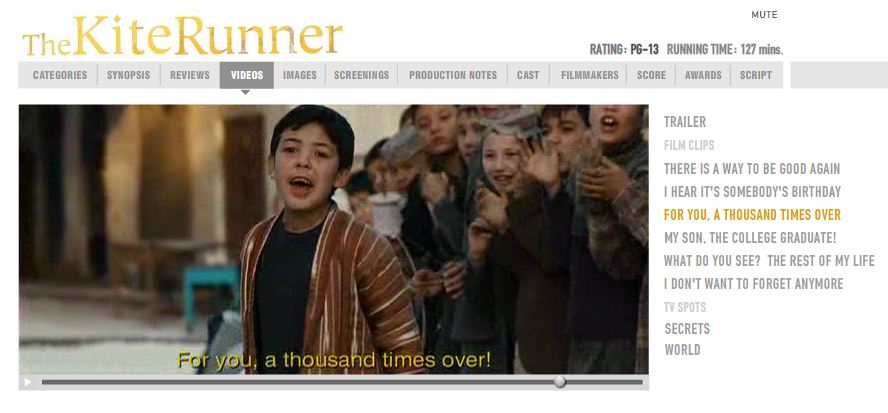 MUTE
TheKiteRunner
RATING: PG-13 RUNNING TIME: 127 mins.
CATEGORIES SYNOPSIS REVIEWS VIDEOS IMAGES SCREENINGS PRODUCTION NOTES CAST FILMMAKERS SCORE AWARDS SCRIPT
TRAILER
FILM CLIPS
THERE IS A WAY TO BE GOOD AGAIN
I HEAR IT'S SOMEBODY'S BIRTHDAY
FOR YOU, A THOUSAND TIMES OVER
MY SON, THE COLLEGE GRADUATE!
WHAT DO YOU SEE? THE REST OF MY LIFE
I DON'T WANT TO FORGET ANYMORE
TV SPOTS
SECRETS
WORLD
For you, a thousand times over!